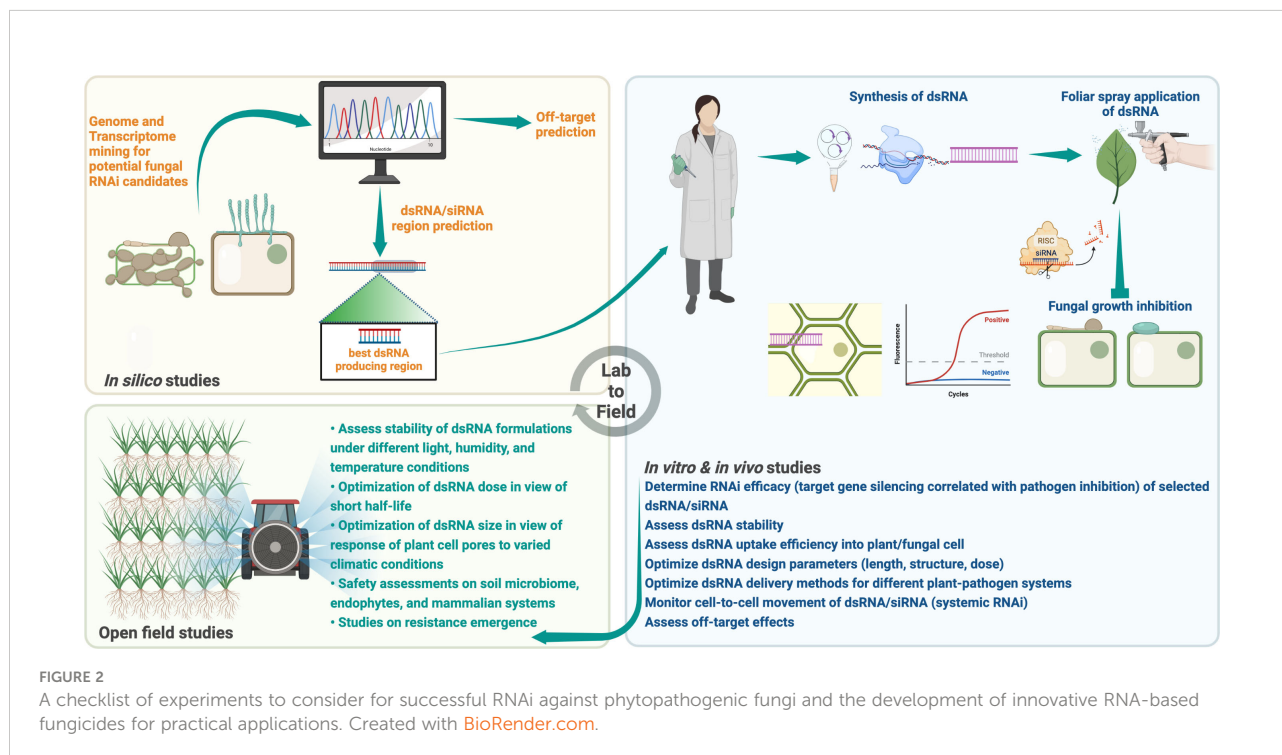 Genome and
Transcriptome
mining for
potential fungal
RNAi candidates
1
Nucleotide
10
Off-target
prediction
dsRNA/siRNA
region prediction
best dsRNA
producing region
In silico studies
Synthesis of dsRNA
Foliar spray application
of dsRNA
RISC
siRNA
Fungal growth inhibition
Fluorescence
Positive
Threshold
Negative
Cycles
Lab
to
Field
In vitro & in vivo studies
Determine RNAi efficacy (target gene silencing correlated with pathogen inhibition) of selected
dsRNA/siRNA
Assess dsRNA stability
Assess dsRNA uptake efficiency into plant/fungal cell
Optimize dsRNA design parameters (length, structure, dose)
Optimize dsRNA delivery methods for different plant-pathogen systems
Monitor cell-to-cell movement of dsRNA/siRNA (systemic RNAi)
Assess off-target effects
• Assess stability of dsRNA formulations
under different light, humidity, and
temperature conditions
• Optimization of dsRNA dose in view of
short half-life
• Optimization of dsRNA size in view of
response of plant cell pores to varied
climatic conditions
• Safety assessments on soil microbiome,
endophytes, and mammalian systems
• Studies on resistance emergence
Open field studies
FIGURE 2
A checklist of experiments to consider for successful RNAi against phytopathogenic fungi and the development of innovative RNA-based
fungicides for practical applications. Created with BioRender.com.